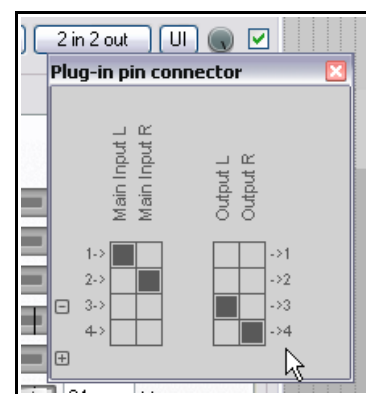 2 in 2 out UI
Plug-in pin connector
Main Input L
Main Input R
Output L
Output R
1-> ->1
2-> ->2
3-> ->3
4-> ->4